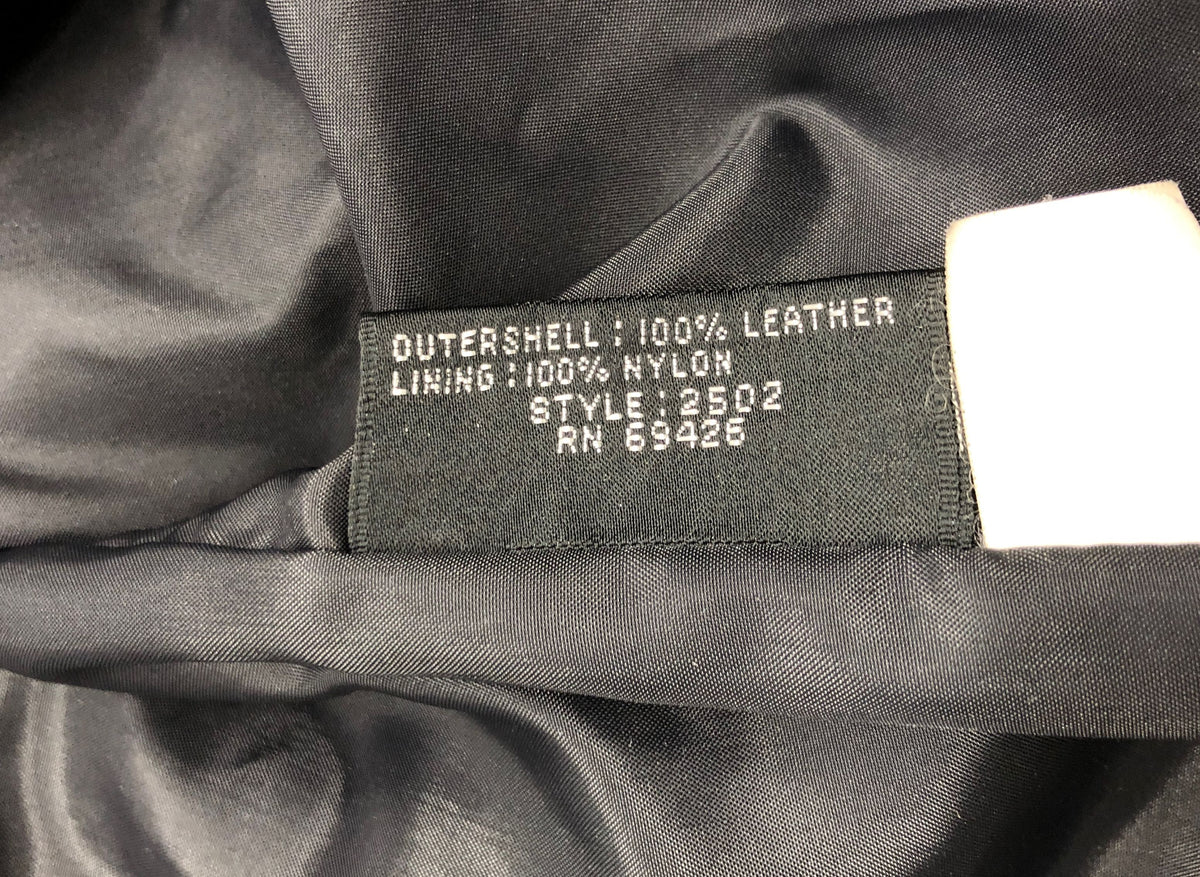 OUTERSHELL : 100% LEATHER
LINING : 100% NYLON
STYLE : 2502
RN 69426